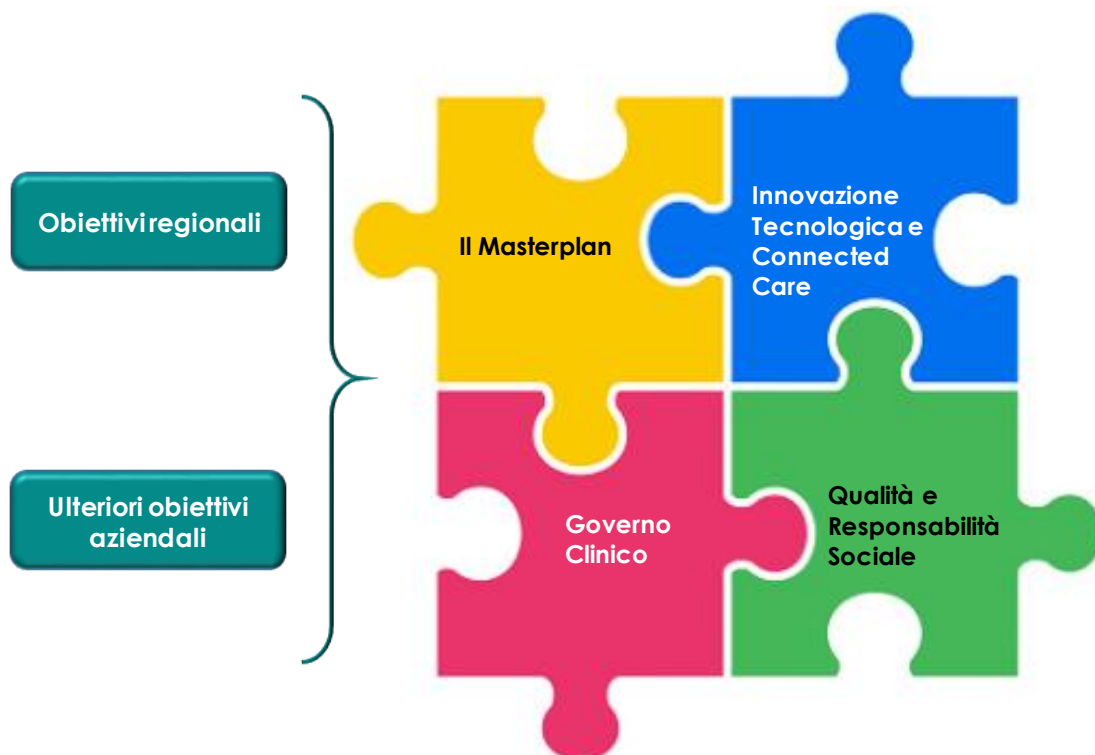 Obiettivi regionali
Ulteriori obiettivi
aziendali
Il Masterplan
Innovazione
Tecnologica e
Connected
Care
Governo
Clinico
Qualità e
Responsabilità
Sociale